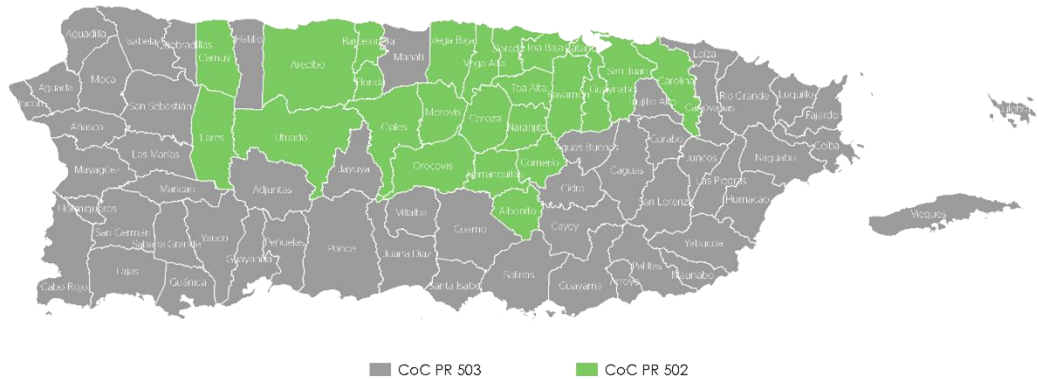 Aguadilla
Isabela
Quebradillas
Camuy
Hatillo
Arecibo
Barceloneta
Manatí
Vega Baja
Vega Alta
Dorado
Toa Baja
Cataño
San Juan
Carolina
Loíza
Moca
Aguada
Rincon
San Sebastián
Florida
Toa Alta
Bayamón
Guaynabo
Trujillo Alto
Canóvanas
Rio Grande
Luquillo
Fajardo
Ceiba
Añasco
Lares
Utuado
Ciales
Morovis
Corozal
Naranjito
Las Marías
Mayagüez
Maricao
Adjuntas
Jayuya
Orocovis
Barranquitas
Comerío
Aguas Buenas
Gurabo
Caguas
Juncos
Naguabo
Las Piedras
Humacao
Hormigueros
San Germán
Sabana Grande
Yauco
Guayanilla
Peñuelas
Ponce
Villalba
Juana Díaz
Coamo
Aibonito
Cidra
Cayey
San Lorenzo
Yabucoa
Vieques
Cabo Rojo
Lajas
Guánica
Santa Isabel
Salinas
Guayama
Arroyo
Patillas
Maunabo
CoC PR 503
CoC PR 502